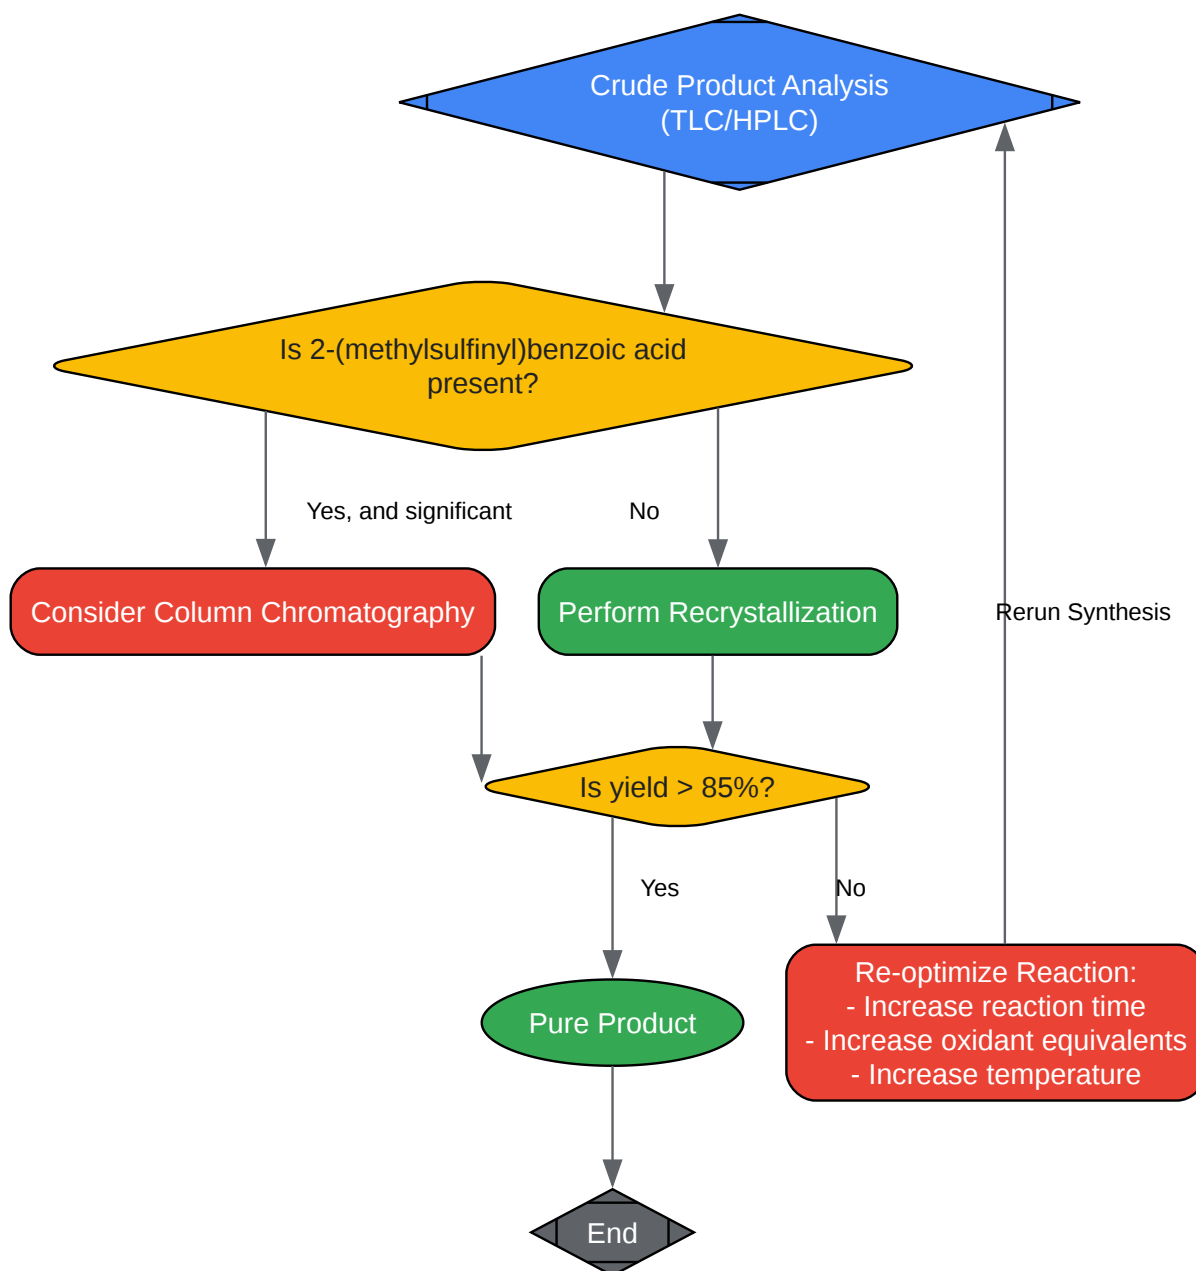 Crude Product Analysis
(TLC/HPLC)
Is 2-(methylsulfinyl)benzoic acid
present?
Yes, and significant
No
Consider Column Chromatography
Perform Recrystallization
Rerun Synthesis
Is yield > 85%?
Yes
No
Re-optimize Reaction:
- Increase reaction time
- Increase oxidant equivalents
- Increase temperature
Pure Product
End